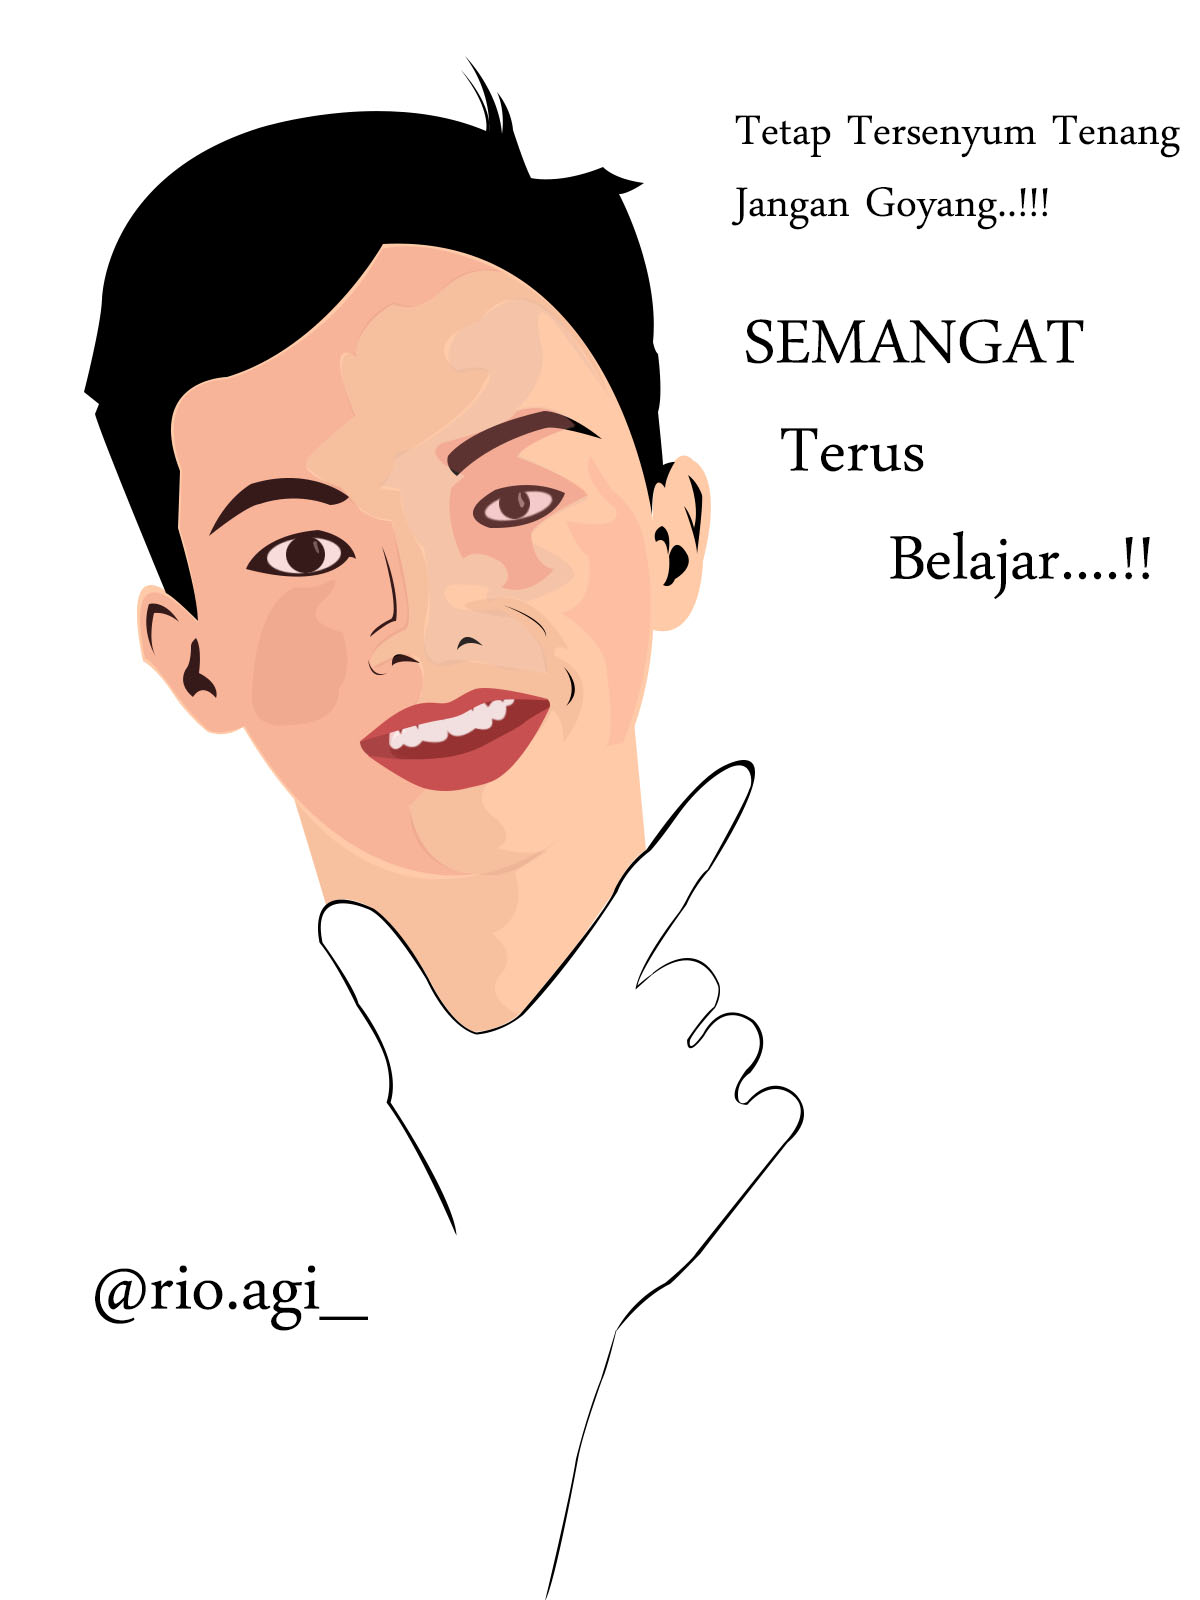 Tetap Tersenyum Tenang
Jangan Goyang..!!!
SEMANGAT
Terus
Belajar....!!
@rio.agi_